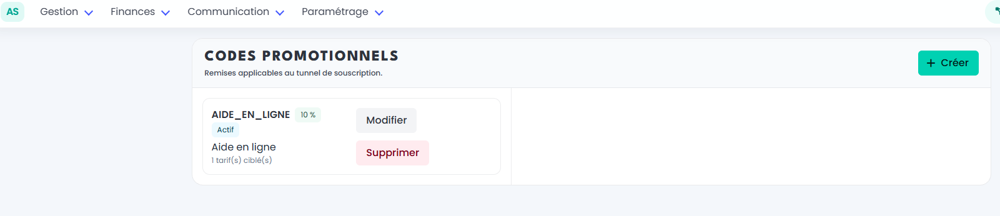 AS Gestion Finances Communication Paramétrage
CODES PROMOTIONNELS
Remises applicables au tunnel de souscription.
+ Créer
AIDE_EN_LIGNE 10 %
Actif
Aide en ligne
1 tarif(s) ciblé(s)
Modifier
Supprimer